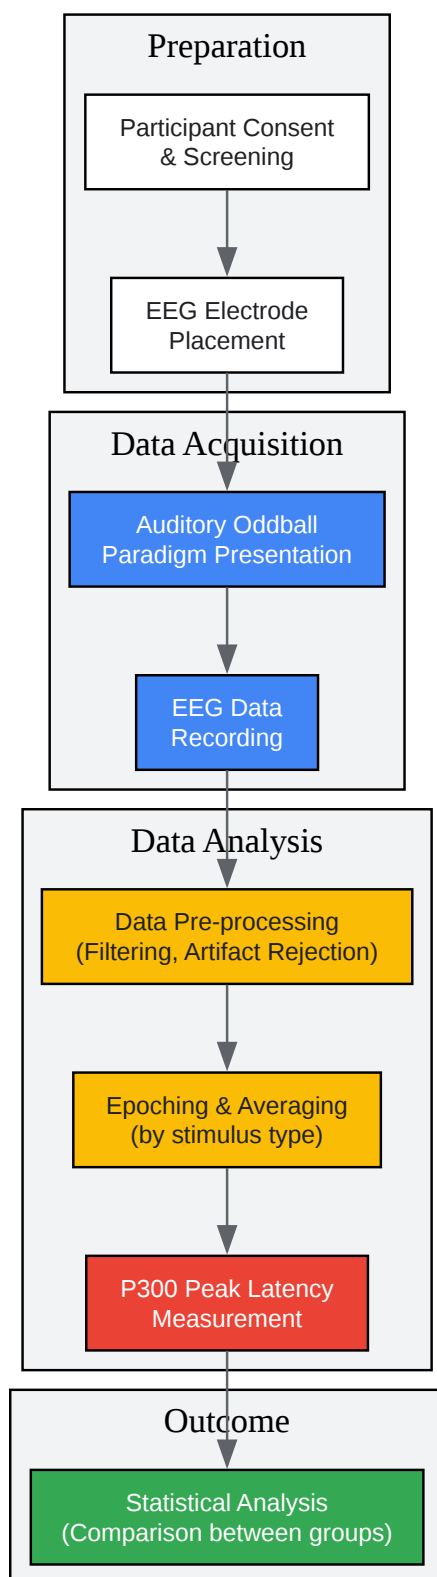 Preparation
Participant Consent
& Screening
EEG Electrode
Placement
Data Acquisition
Auditory Oddball
Paradigm Presentation
EEG Data
Recording
Data Analysis
Data Pre-processing
(Filtering, Artifact Rejection)
Epoching & Averaging
(by stimulus type)
P300 Peak Latency
Measurement
Outcome
Statistical Analysis
(Comparison between groups)